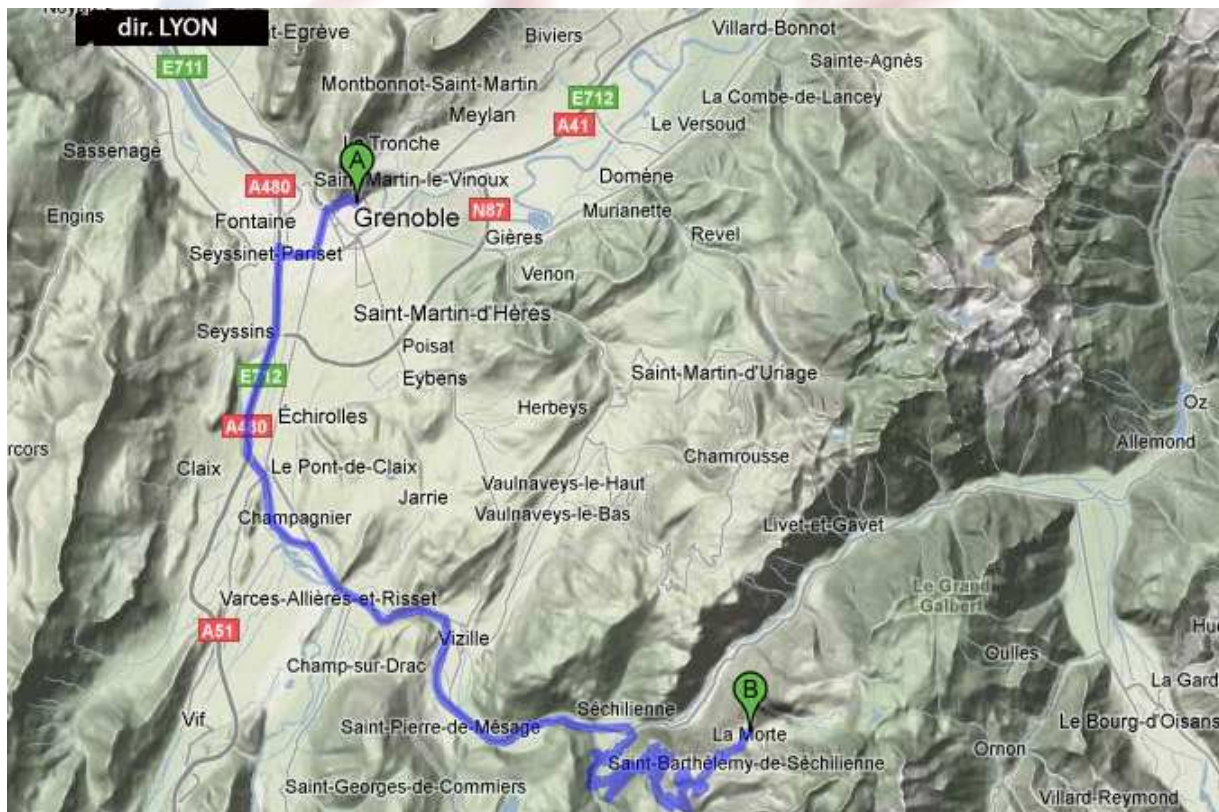 dir. LYON
E711
Biviers
Villard-Bonnot
Sainte-Agnès
Montbonnot-Saint-Martin
E712
La Combe-de-Lancey
Meylan
A41
Le Versoud
Sassenage
A
A480
Saint-Martin-le-Vinoux
Domène
Engins
Fontaine
Grenoble
N87
Murianette
Gières
Revel
Seyssinet-Pariset
Venon
Seyssins
Saint-Martin-d'Hères
Poisat
E712
Eybens
Saint-Martin-d'Uriage
Herbeys
Oz
Échirolles
A480
Allemond
Claix
Le Pont-de-Claix
Chamrousse
Jarrie
Vaulnaveys-le-Haut
Champagnier
Vaulnaveys-le-Bas
Livet-et-Gavet
Le Grand
Galbert
Varces-Allières-et-Risset
A51
Vizille
Oulles
Champ-sur-Drac
B
La Gard
Vif
Séchilienne
Le Bourg-d'Oisans
Saint-Pierre-de-Mésage
La Morte
Ornon
Saint-Barthélemy-de-Séchilienne
Saint-Georges-de-Commiers
Villard-Reymond